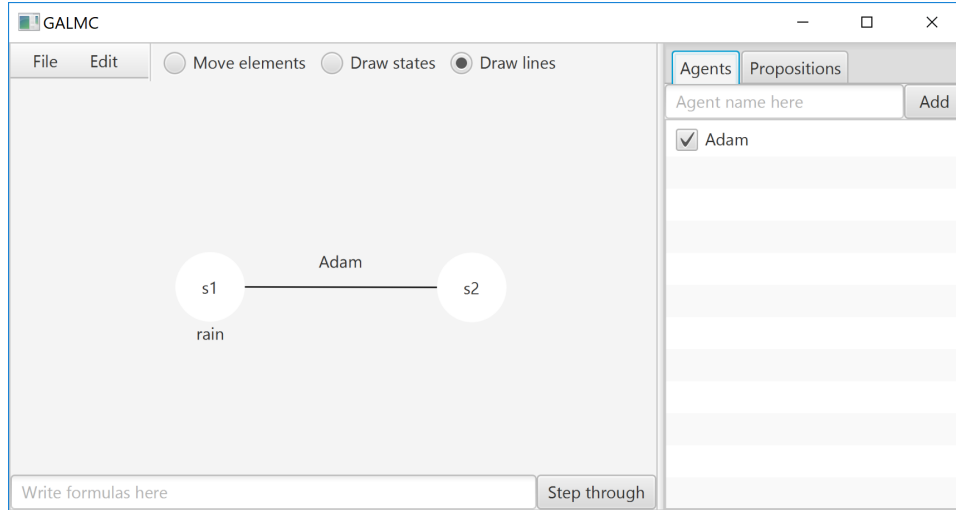 GALMC
File Edit Move elements Draw states Draw lines
Agents Propositions
Agent name here Add
Adam
Adam
s1 s2
rain
Write formulas here Step through